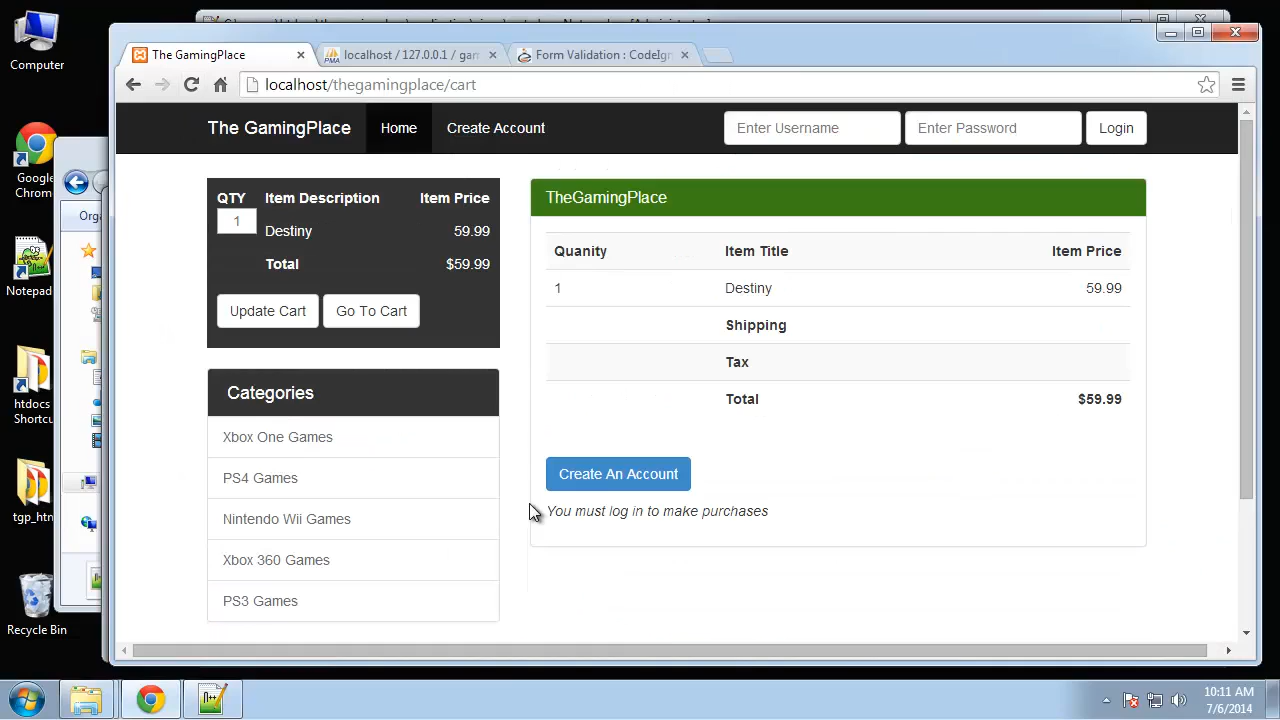 Computer
Google
Chrom
Notepad
htdocs
Shortcu
tgp_htn
Recycle Bin
Orga
The GamingPlace
localhost / 127.0.0.1 / gam
Form Validation : CodeIgn
localhost/thegamingplace/cart
The GamingPlace Home Create Account Enter Username Enter Password Login
QTY Item Description Item Price
1 Destiny 59.99
Total $59.99
Update Cart Go To Cart
Categories
Xbox One Games
PS4 Games
Nintendo Wii Games
Xbox 360 Games
PS3 Games
TheGamingPlace
Quanity Item Title Item Price
1 Destiny 59.99
Shipping
Tax
Total $59.99
Create An Account
You must log in to make purchases
10:11 AM
7/6/2014